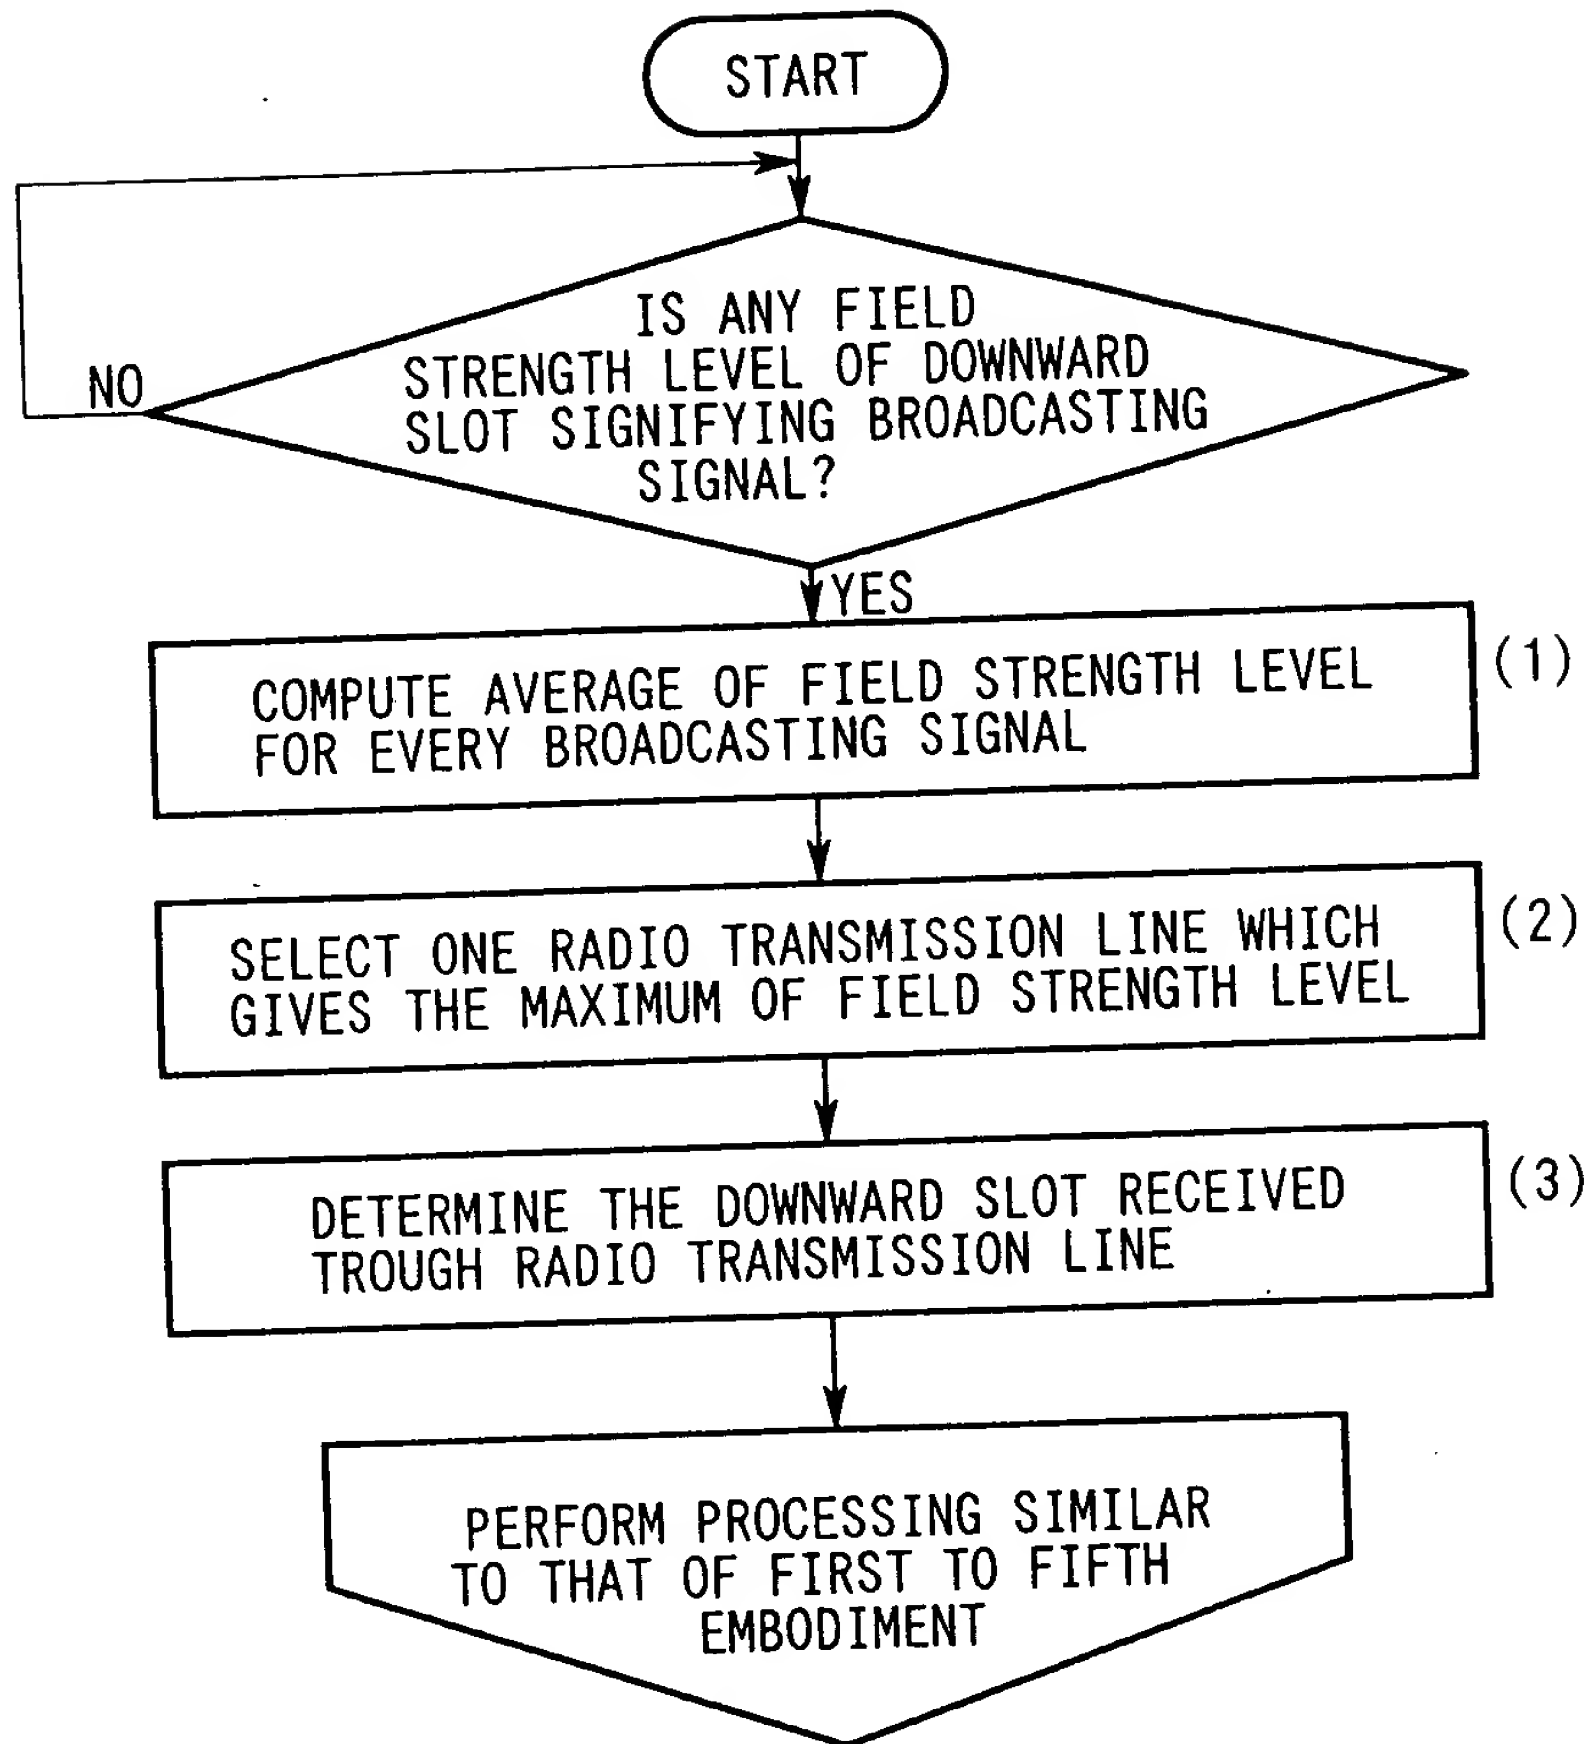 START
IS ANY FIELD
STRENGTH LEVEL OF DOWNWARD
SLOT SIGNIFYING BROADCASTING
SIGNAL?
NO
YES
COMPUTE AVERAGE OF FIELD STRENGTH LEVEL
FOR EVERY BROADCASTING SIGNAL
(1)
SELECT ONE RADIO TRANSMISSION LINE WHICH
GIVES THE MAXIMUM OF FIELD STRENGTH LEVEL
(2)
DETERMINE THE DOWNWARD SLOT RECEIVED
TROUGH RADIO TRANSMISSION LINE
(3)
PERFORM PROCESSING SIMILAR
TO THAT OF FIRST TO FIFTH
EMBODIMENT